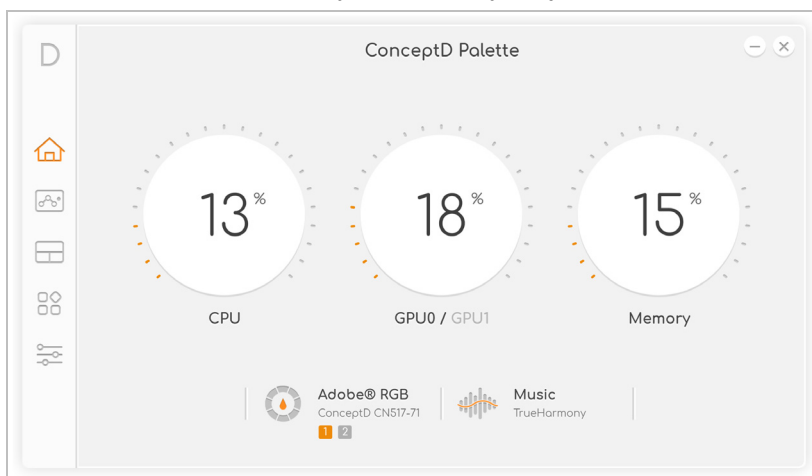 D
ConceptD Palette
13%
18%
15%
CPU
GPU0 / GPU1
Memory
Adobe® RGB
ConceptD CN517-71
1 2
Music
TrueHarmony